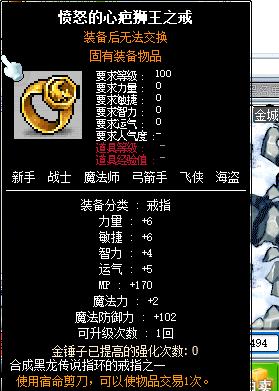 愤怒的心疤狮王之戒
装备后无法交换
固有装备物品
要求等级： 100
要求力量： 0
要求敏捷： 0
要求智力： 0
要求运气： 0
要求人气度： -
道具等级： -
道具经验值： -
新手 战士 魔法师 弓箭手 飞侠 海盗
装备分类 : 戒指
力量 : +6
敏捷 : +6
智力 : +4
运气 : +5
MP : +170
魔法力 : +2
魔法防御力 : +102
可升级次数 : 1回
金锤子已提高的强化次数: 0
合成黑龙传说指环的戒指之一
使用宿命剪刀，可以使物品交易1次。
金城
494